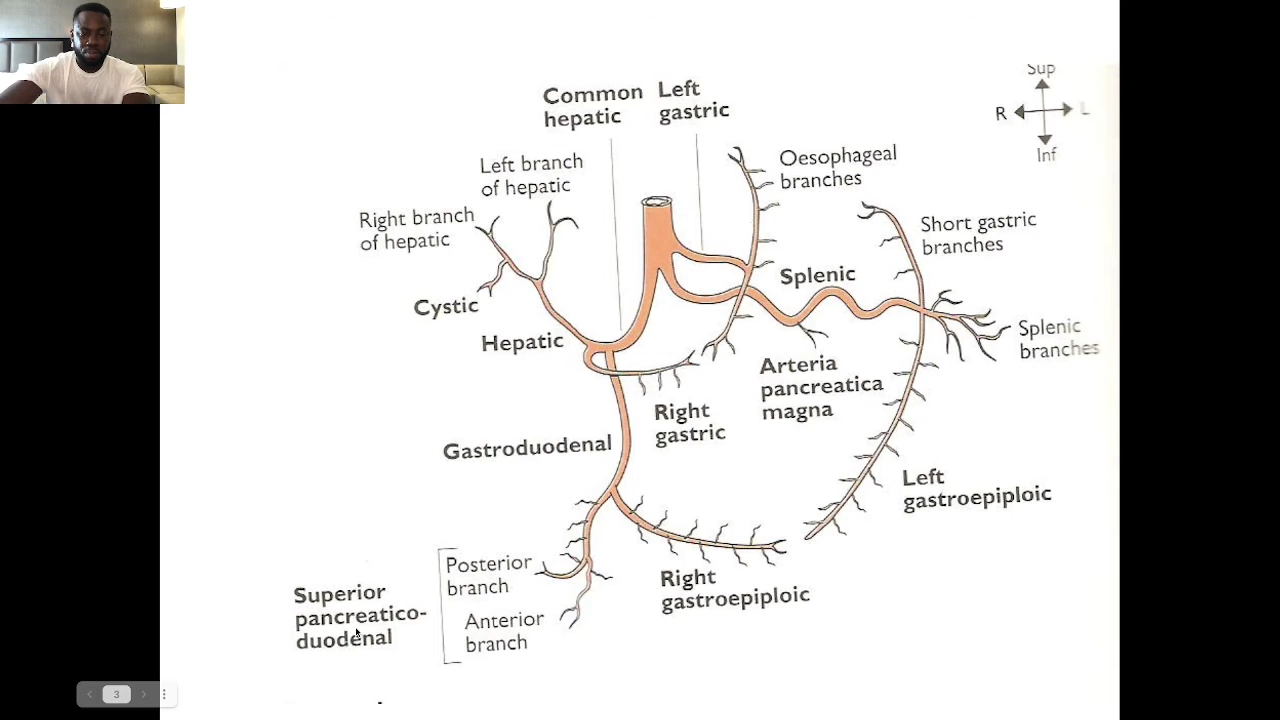 Common
hepatic
Left
gastric
Sup
R
L
Inf
Left branch
of hepatic
Oesophageal
branches
Right branch
of hepatic
Short gastric
branches
Splenic
Cystic
Hepatic
Splenic
branches
Arteria
pancreatica
magna
Right
gastric
Gastroduodenal
Left
gastroepiploic
Posterior
branch
Right
gastroepiploic
Superior
pancreatico-
duodenal
Anterior
branch
3